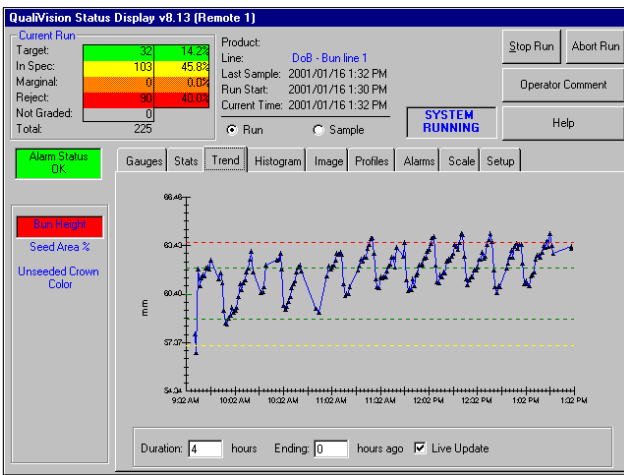 QualiVision Status Display v8.13 (Remote 1)
Current Run
Target: 32 14.2%
In Spec: 103 45.8%
Marginal: 0 0.0%
Reject: 90 40.0%
Not Graded: 0
Total: 225
Product:
Line: DoB - Bun line 1
Last Sample: 2001/01/16 1:32 PM
Run Start: 2001/01/16 1:30 PM
Current Time: 2001/01/16 1:32 PM
Run Sample
SYSTEM
RUNNING
Stop Run Abort Run
Operator
Comment
Help
Alarm Status
OK
Gauges Stats Trend Histogram Image Profiles Alarms Scale Setup
Bun Height
Seed Area %
Unseeded Crown
Color
66.46
63.43
60.40
57.37
54.34
mm
9:32 AM 10:02 AM 10:32 AM 11:02 AM 11:32 AM 12:02 PM 12:32 PM 1:02 PM 1:32 PM
Duration: 4 hours Ending: 0 hours ago Live Update